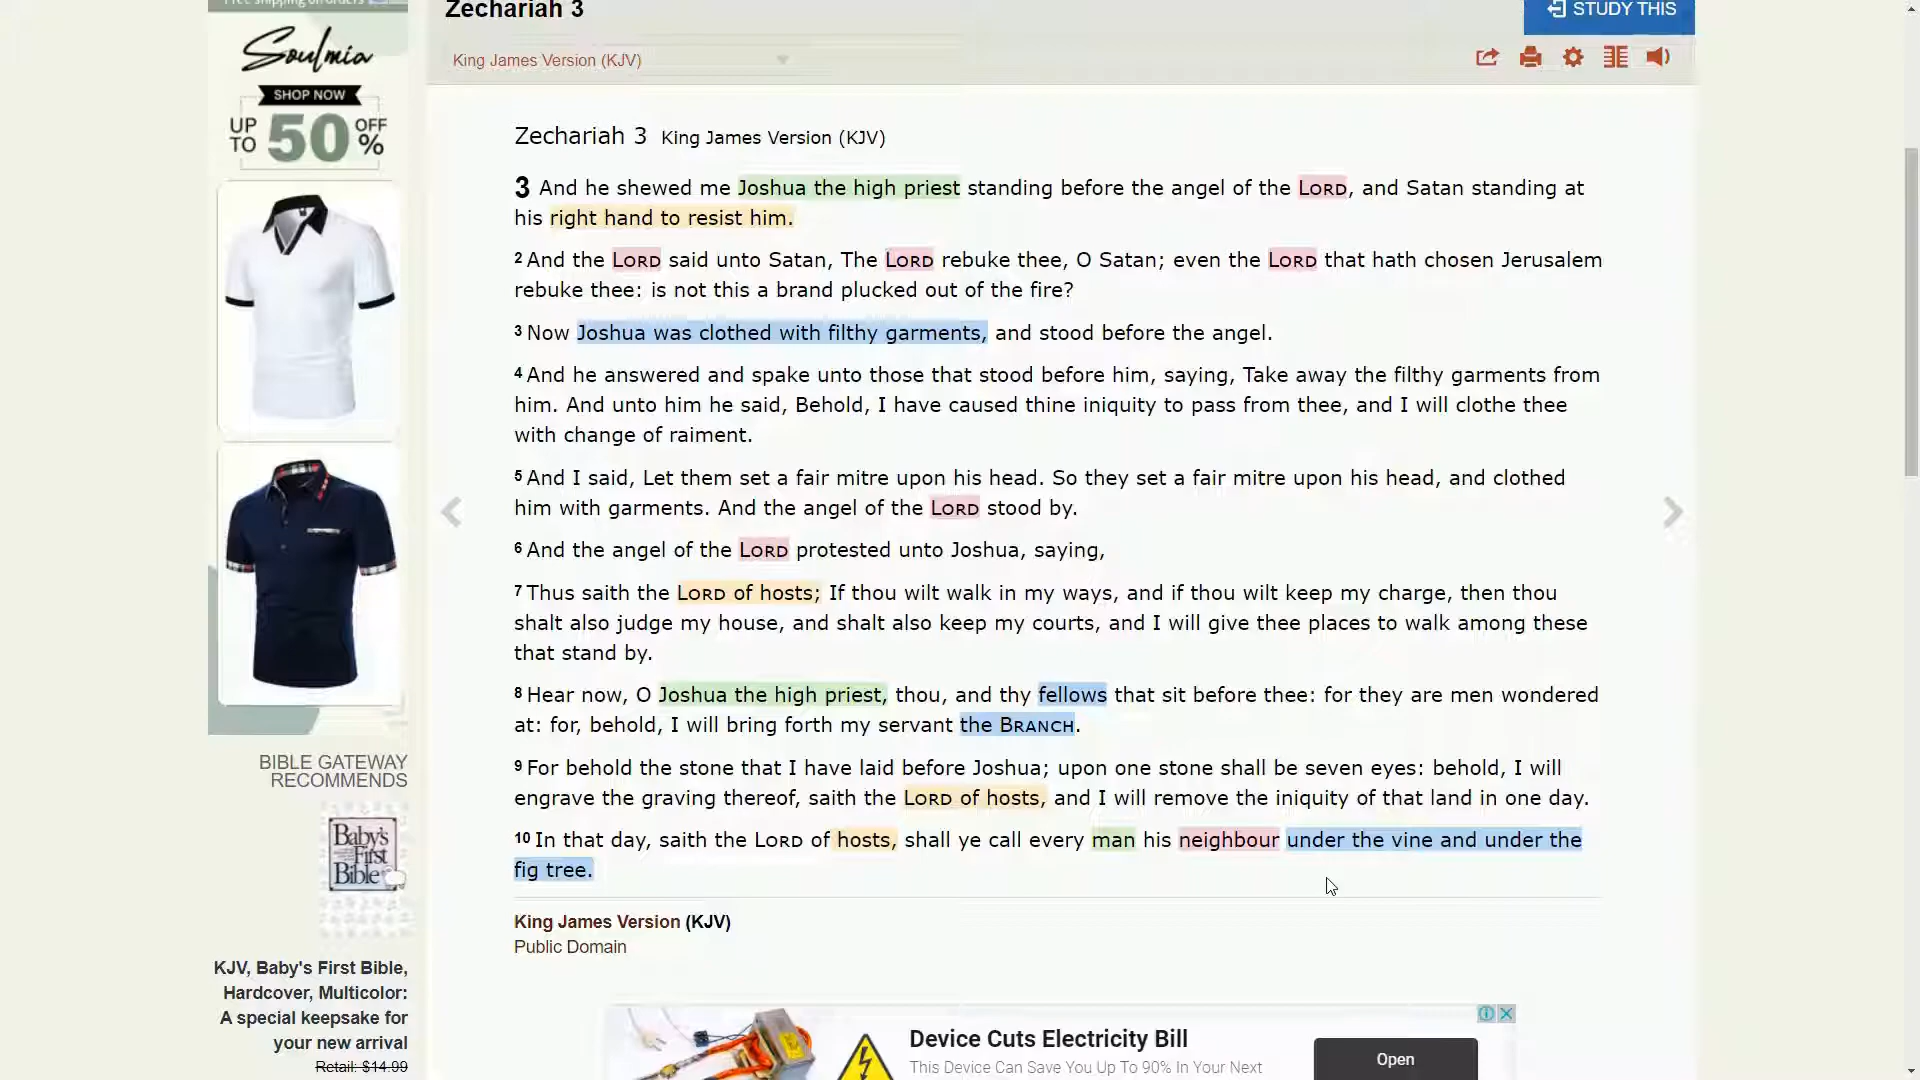 Free shipping on orders
Soulmia
SHOP NOW
UP TO 50% OFF
BIBLE GATEWAY
RECOMMENDS
Baby's
First
Bible
KJV, Baby's First Bible,
Hardcover, Multicolor:
A special keepsake for
your new arrival
Retail: $14.99
Zechariah 3
STUDY THIS
King James Version (KJV)
Zechariah 3 King James Version (KJV)
3 And he shewed me Joshua the high priest standing before the angel of the LORD, and Satan standing at
his right hand to resist him.
2 And the LORD said unto Satan, The LORD rebuke thee, O Satan; even the LORD that hath chosen Jerusalem
rebuke thee: is not this a brand plucked out of the fire?
3 Now Joshua was clothed with filthy garments, and stood before the angel.
4 And he answered and spake unto those that stood before him, saying, Take away the filthy garments from
him. And unto him he said, Behold, I have caused thine iniquity to pass from thee, and I will clothe thee
with change of raiment.
5 And I said, Let them set a fair mitre upon his head. So they set a fair mitre upon his head, and clothed
him with garments. And the angel of the LORD stood by.
6 And the angel of the LORD protested unto Joshua, saying,
7 Thus saith the LORD of hosts; If thou wilt walk in my ways, and if thou wilt keep my charge, then thou
shalt also judge my house, and shalt also keep my courts, and I will give thee places to walk among these
that stand by.
8 Hear now, O Joshua the high priest, thou, and thy fellows that sit before thee: for they are men wondered
at: for, behold, I will bring forth my servant the BRANCH.
9 For behold the stone that I have laid before Joshua; upon one stone shall be seven eyes: behold, I will
engrave the graving thereof, saith the LORD of hosts, and I will remove the iniquity of that land in one day.
10 In that day, saith the LORD of hosts, shall ye call every man his neighbour under the vine and under the
fig tree.
King James Version (KJV)
Public Domain
Device Cuts Electricity Bill
This Device Can Save You Up To 90% In Your Next
Open